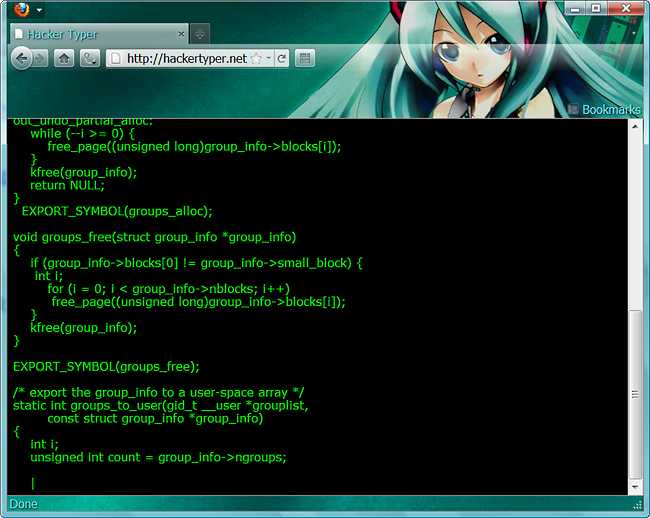 Hacker Typer
http://hackertyper.net
Bookmarks
out_undo_partial_alloc:
while (--i >= 0) {
free_page((unsigned long)group_info->blocks[i]);
}
kfree(group_info);
return NULL;
}
EXPORT_SYMBOL(groups_alloc);
void groups_free(struct group_info *group_info)
{
if (group_info->blocks[0] != group_info->small_block) {
int i;
for (i = 0; i < group_info->nblocks; i++)
free_page((unsigned long)group_info->blocks[i]);
}
kfree(group_info);
}
EXPORT_SYMBOL(groups_free);
/* export the group_info to a user-space array */
static int groups_to_user(gid_t __user *grouplist,
const struct group_info *group_info)
{
int i;
unsigned int count = group_info->ngroups;
|
Done